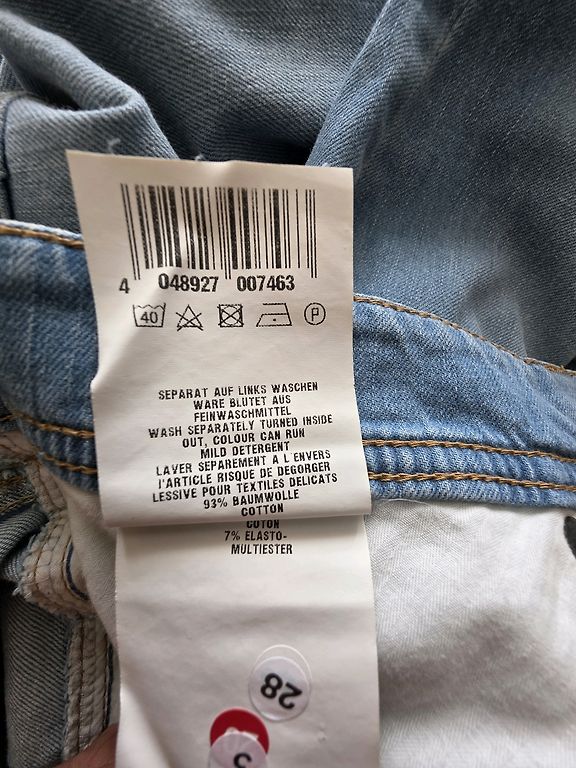 4 048927 007463
40 P
SEPARAT AUF LINKS WASCHEN
WARE BLUTET AUS
FEINWASCHMITTEL
WASH SEPARATELY TURNED INSIDE
OUT, COLOUR CAN RUN
MILD DETERGENT
LAVER SEPAREMENT A L'ENVERS
l'ARTICLE RISQUE DE DEGORGER
LESSIVE POUR TEXTILES DELICATS
93% BAUMWOLLE
COTTON
COTON
7% ELASTO-
MULTIESTER
28